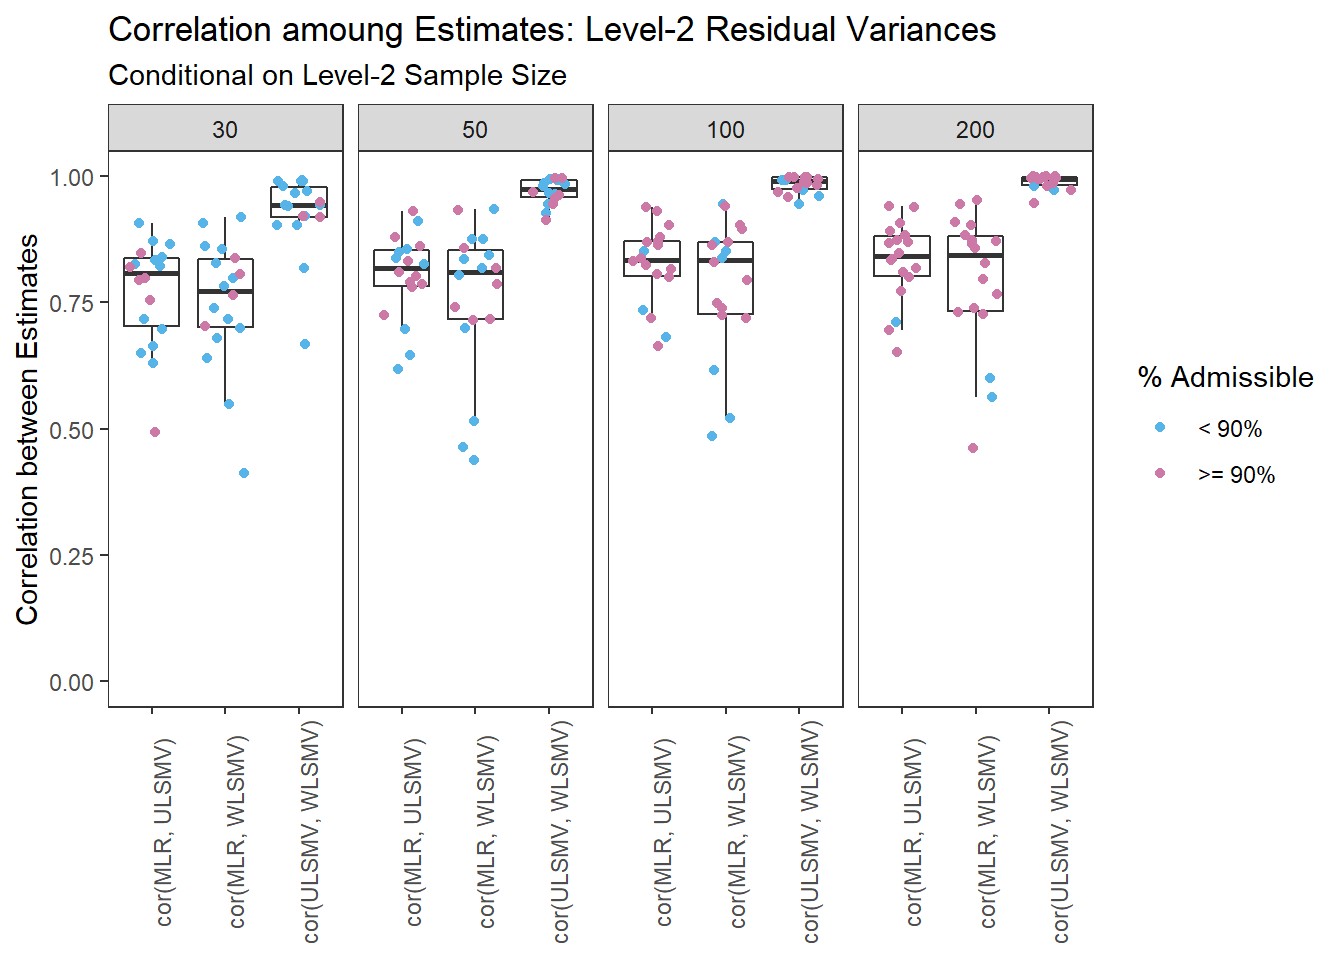 Correlation amoung Estimates: Level-2 Residual Variances
Conditional on Level-2 Sample Size
30
50
100
200
Correlation between Estimates
1.00
0.75
0.50
0.25
0.00
cor(MLR, ULSMV)
cor(MLR, WLSMV)
cor(ULSMV, WLSMV)
cor(MLR, ULSMV)
cor(MLR, WLSMV)
cor(ULSMV, WLSMV)
cor(MLR, ULSMV)
cor(MLR, WLSMV)
cor(ULSMV, WLSMV)
cor(MLR, ULSMV)
cor(MLR, WLSMV)
cor(ULSMV, WLSMV)
% Admissible
< 90%
>= 90%